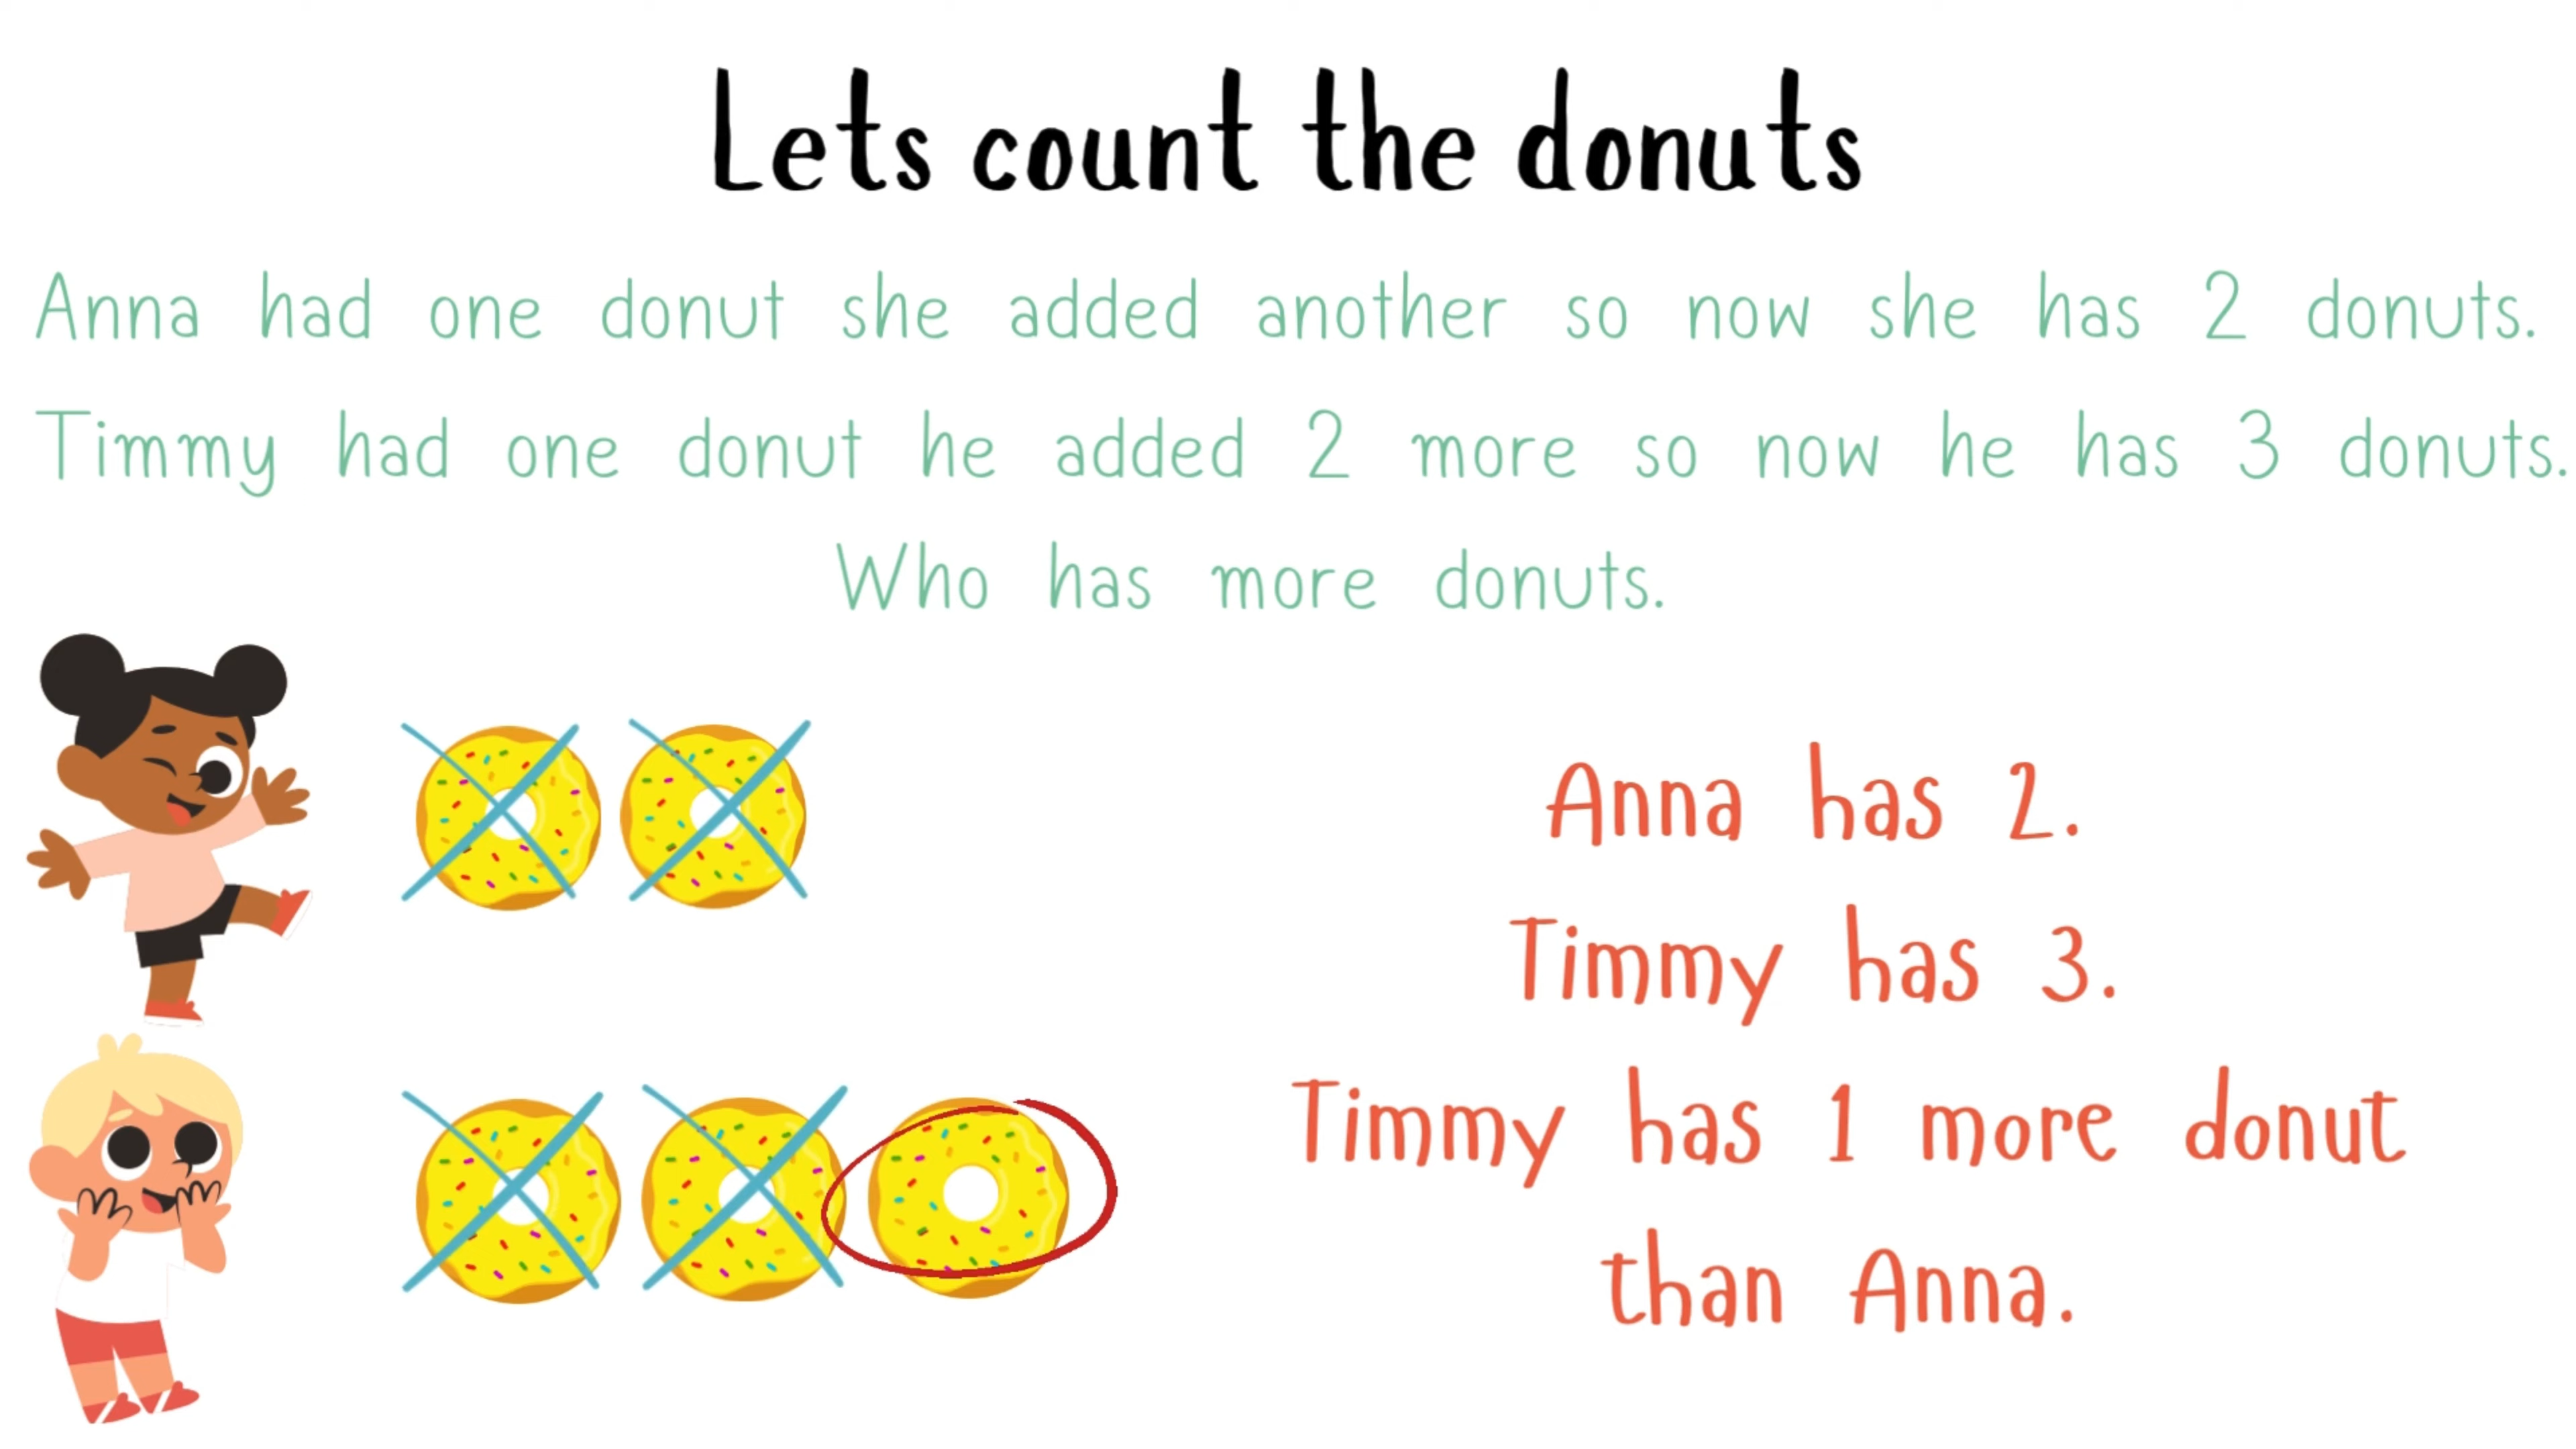 Lets count the donuts
Anna had one donut she added another so now she has 2 donuts.
Timmy had one donut he added 2 more so now he has 3 donuts.
Who has more donuts.
Anna has 2.
Timmy has 3.
Timmy has 1 more donut
than Anna.